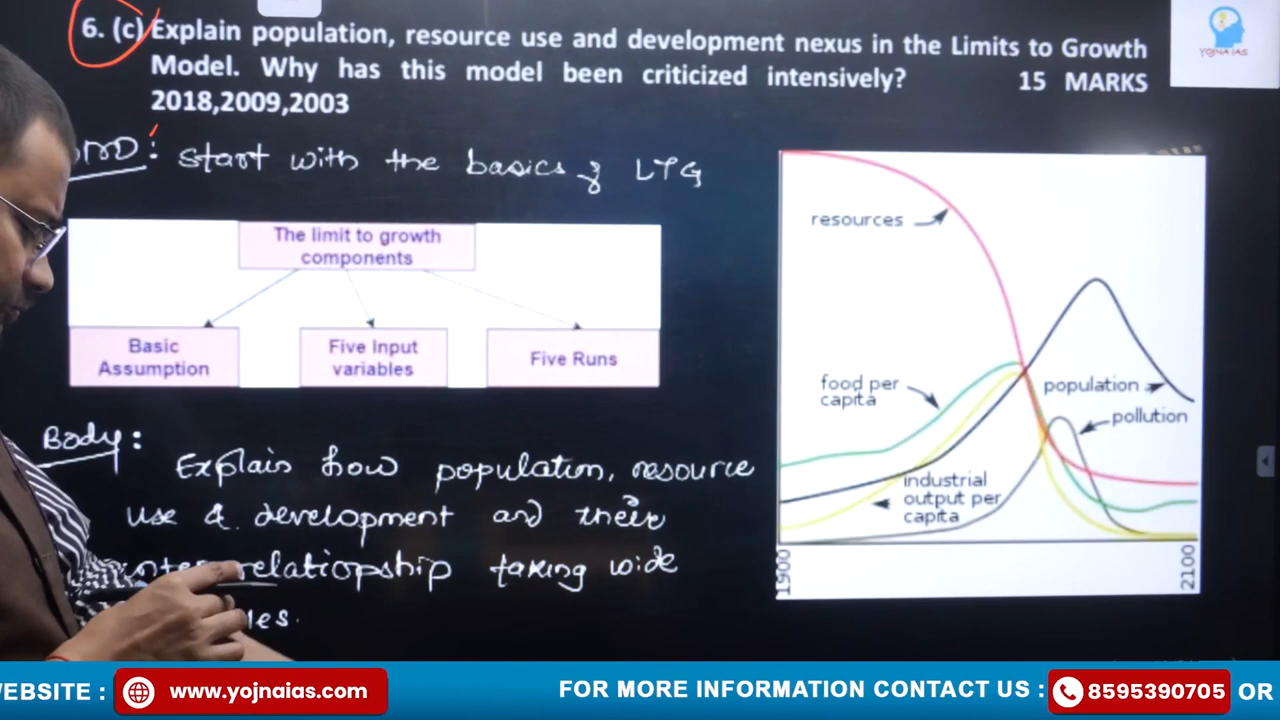 6. (c) Explain population, resource use and development nexus in the Limits to Growth
Model. Why has this model been criticized intensively? 15 MARKS
2018,2009,2003
YOJNA IAS
: start with the basics of LTG
The limit to growth
components
Basic
Assumption
Five Input
variables
Five Runs
resources
food per
capita
population
pollution
industrial
output per
capita
1900
2100
Body:
Explain how population, resource
use & development and their
relationship taking wide
WEBSITE : www.yojnaias.com FOR MORE INFORMATION CONTACT US : 8595390705 OR